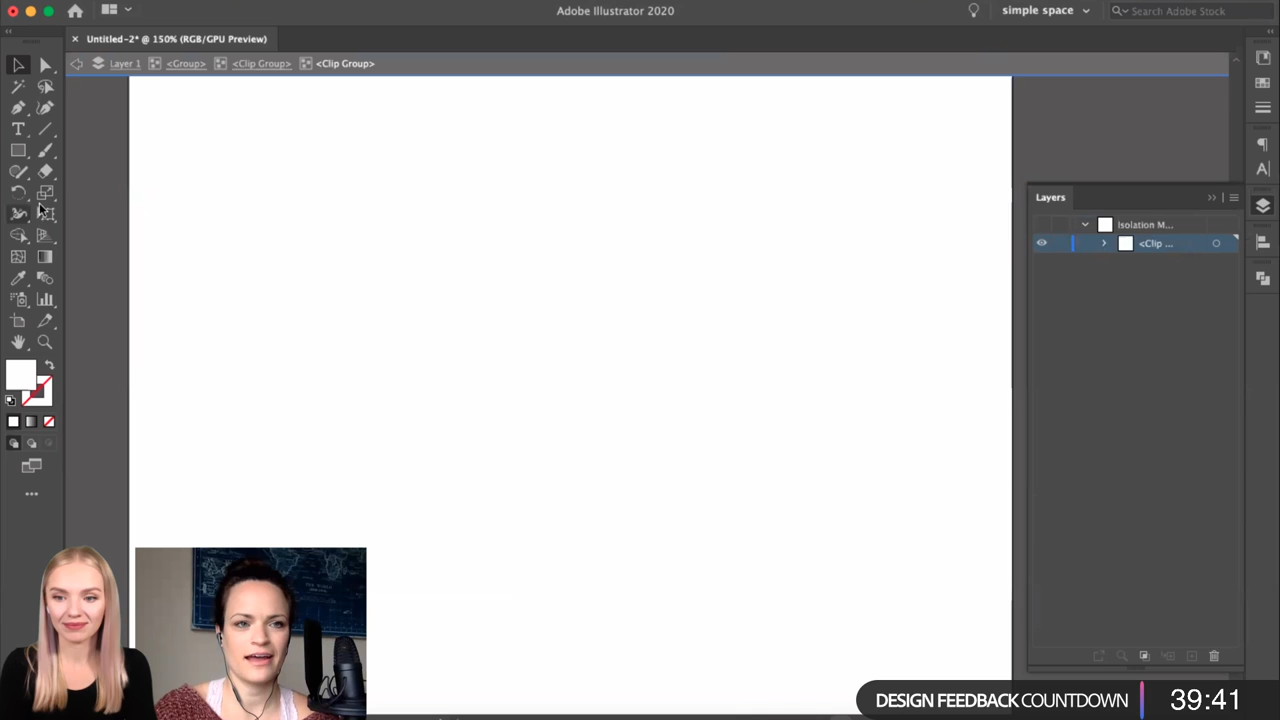 Adobe Illustrator 2020
simple space
Search Adobe Stock
× Untitled-2* @ 150% (RGB/GPU Preview)
Layer 1 <Group> <Clip Group> <Clip Group>
Layers
Isolation M...
<Clip ...
DESIGN FEEDBACK COUNTDOWN 39:41